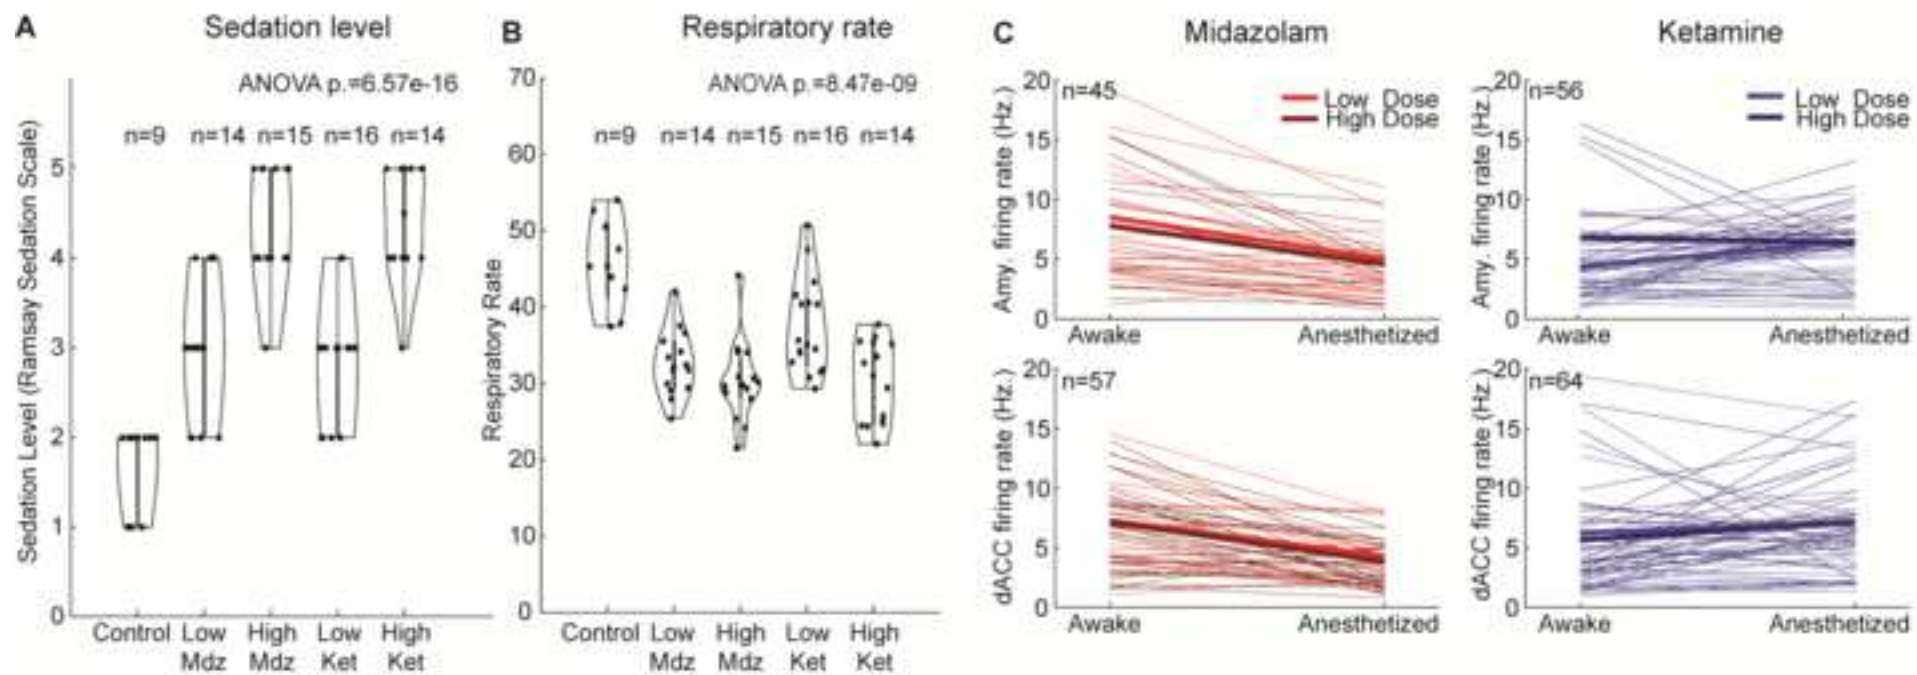 A
Sedation level
ANOVA p.=6.57e-16
n=9 n=14 n=15 n=16 n=14
Sedation Level (Ramsay Sedation Scale)
5
4
3
2
1
0
Control Low High Low High
Mdz Mdz Ket Ket
B
Respiratory rate
ANOVA p.=8.47e-09
n=9 n=14 n=15 n=16 n=14
Respiratory Rate
70
60
50
40
30
20
10
0
Control Low High Low High
Mdz Mdz Ket Ket
C
Midazolam
n=45
Low Dose
High Dose
Amy. firing rate (Hz.)
20
15
10
5
0
Awake Anesthetized
Ketamine
n=56
Low Dose
High Dose
Amy. firing rate (Hz.)
20
15
10
5
0
Awake Anesthetized
n=57
dACC firing rate (Hz.)
20
15
10
5
0
Awake Anesthetized
n=64
dACC firing rate (Hz.)
20
15
10
5
0
Awake Anesthetized